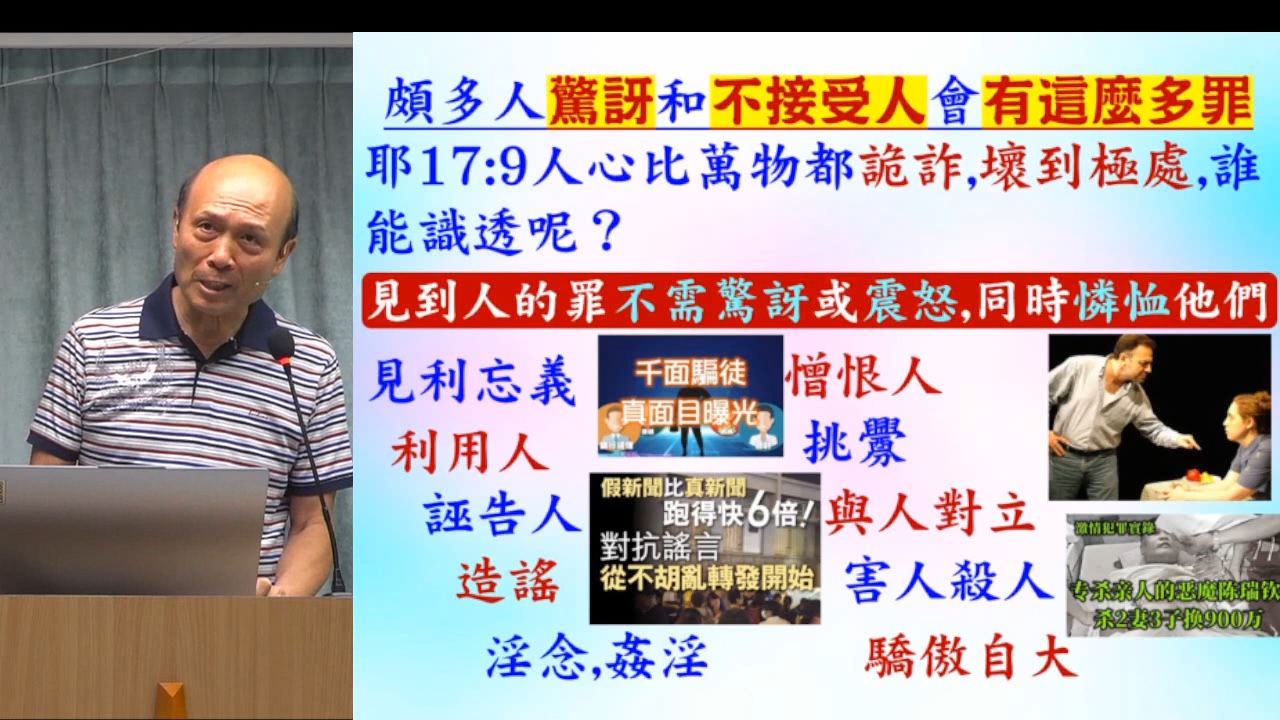 頗多人驚訝和不接受人會有這麼多罪
耶17:9人心比萬物都詭詐,壞到極處,誰
能識透呢？
見到人的罪不需驚訝或震怒,同時憐恤他們
見利忘義
千面騙徒
真面目曝光
憎恨人
利用人
挑釁
誣告人
假新聞比真新聞
跑得快6倍!
對抗謠言
從不胡亂轉發開始
與人對立
激情犯罪實錄
造謠
害人殺人
专杀亲人的恶魔陈瑞钦
杀2妻3子换900万
淫念,姦淫
驕傲自大